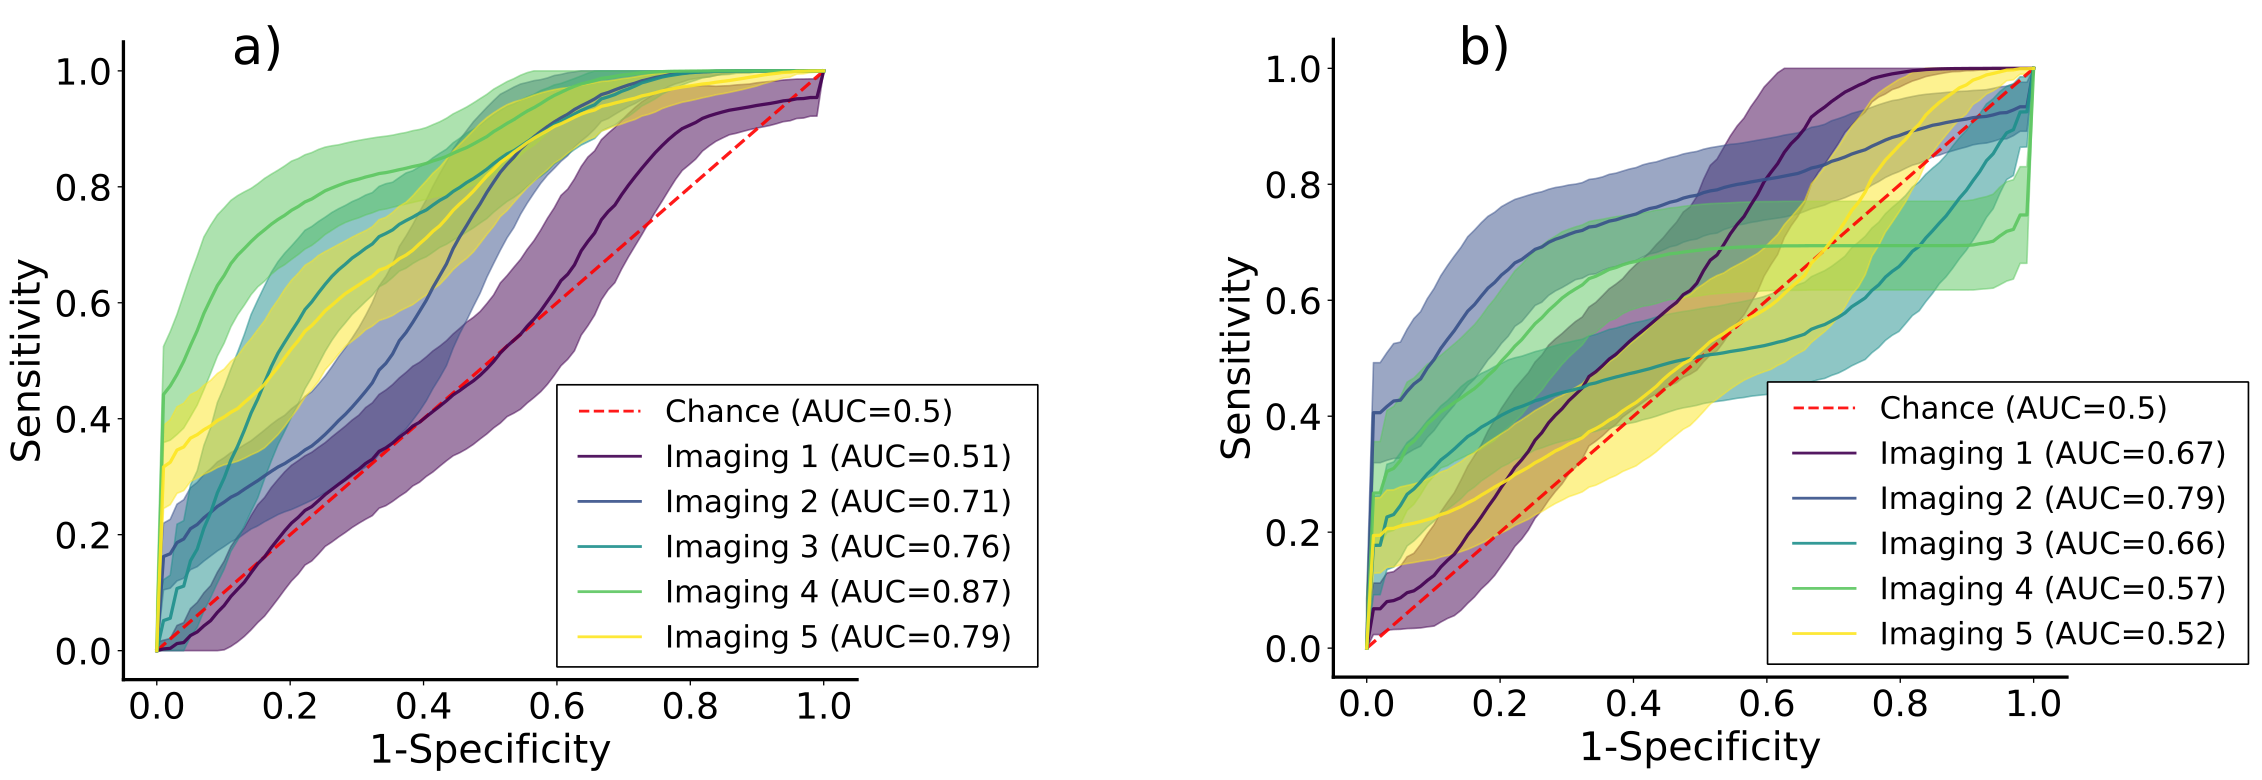 a)
1.0
0.8
0.6
0.4
0.2
0.0
Sensitivity
0.0 0.2 0.4 0.6 0.8 1.0
1-Specificity
Chance (AUC=0.5)
Imaging 1 (AUC=0.51)
Imaging 2 (AUC=0.71)
Imaging 3 (AUC=0.76)
Imaging 4 (AUC=0.87)
Imaging 5 (AUC=0.79)
b)
1.0
0.8
0.6
0.4
0.2
0.0
Sensitivity
0.0 0.2 0.4 0.6 0.8 1.0
1-Specificity
Chance (AUC=0.5)
Imaging 1 (AUC=0.67)
Imaging 2 (AUC=0.79)
Imaging 3 (AUC=0.66)
Imaging 4 (AUC=0.57)
Imaging 5 (AUC=0.52)